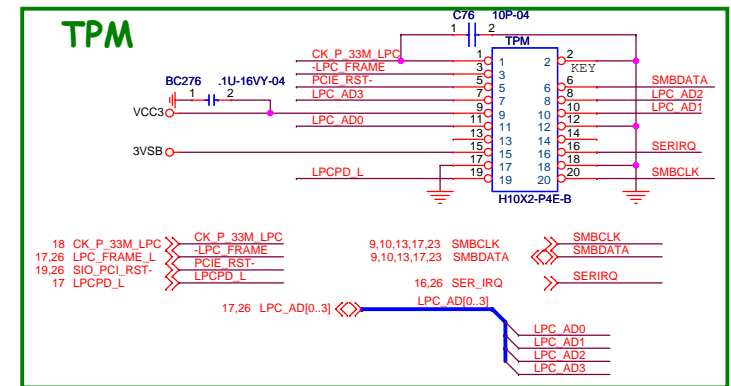 TPM
C76 10P-04
1 2
TPM
CK_P_33M_LPC 1 1 2 2
KEY
-LPC_FRAME 3 3
PCIE_RST- 5 5 6 6 SMBDATA
LPC_AD3 7 7 8 8 LPC_AD2
BC276 .1U-16VY-04
1 2
VCC3 9 9 10 10 LPC_AD1
LPC_AD0 11 11 12 12
13 13 14 14
3VSB 15 15 16 16 SERIRQ
17 17 18 18
LPCPD_L 19 19 20 20 SMBCLK
H10X2-P4E-B
18 CK_P_33M_LPC CK_P_33M_LPC
17,26 LPC_FRAME_L -LPC_FRAME
19,26 SIO_PCI_RST- PCIE_RST-
17 LPCPD_L LPCPD_L
9,10,13,17,23 SMBCLK SMBCLK
9,10,13,17,23 SMBDATA SMBDATA
16,26 SER_IRQ SERIRQ
17,26 LPC_AD[0..3] LPC_AD[0..3]
LPC_AD0
LPC_AD1
LPC_AD2
LPC_AD3